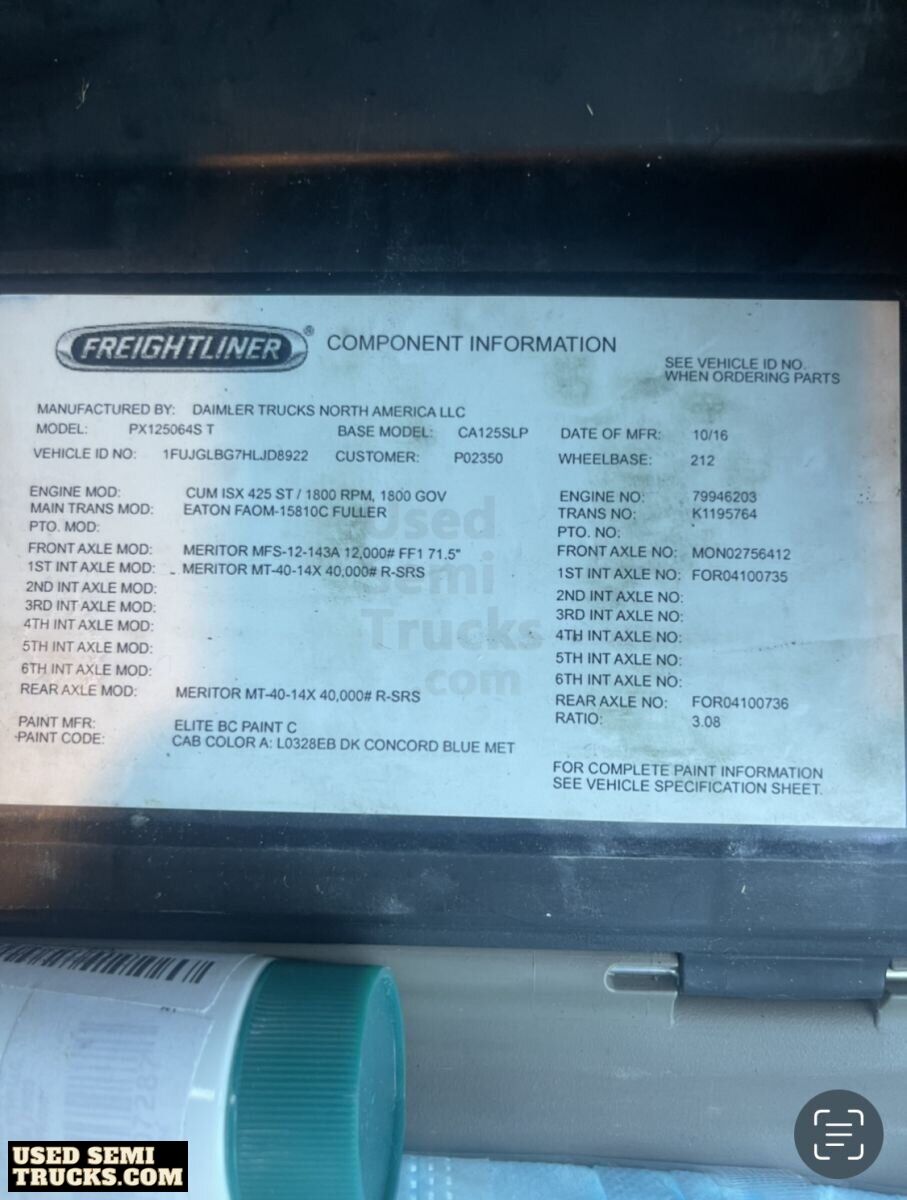 FREIGHTLINER® COMPONENT INFORMATION
SEE VEHICLE ID NO.
WHEN ORDERING PARTS
MANUFACTURED BY: DAIMLER TRUCKS NORTH AMERICA LLC
MODEL: PX125064S T BASE MODEL: CA125SLP DATE OF MFR: 10/16
VEHICLE ID NO: 1FUJGLBG7HLJD8922 CUSTOMER: P02350 WHEELBASE: 212
ENGINE MOD: CUM ISX 425 ST / 1800 RPM, 1800 GOV ENGINE NO: 79946203
MAIN TRANS MOD: EATON FAOM-15810C FULLER TRANS NO: K1195764
PTO. MOD: PTO. NO:
FRONT AXLE MOD: MERITOR MFS-12-143A 12,000# FF1 71.5" FRONT AXLE NO: MON02756412
1ST INT AXLE MOD: MERITOR MT-40-14X 40,000# R-SRS 1ST INT AXLE NO: FOR04100735
2ND INT AXLE MOD: 2ND INT AXLE NO:
3RD INT AXLE MOD: 3RD INT AXLE NO:
4TH INT AXLE MOD: 4TH INT AXLE NO:
5TH INT AXLE MOD: 5TH INT AXLE NO:
6TH INT AXLE MOD: 6TH INT AXLE NO:
REAR AXLE MOD: MERITOR MT-40-14X 40,000# R-SRS REAR AXLE NO: FOR04100736
RATIO: 3.08
PAINT MFR: ELITE BC PAINT C
PAINT CODE: CAB COLOR A: L0328EB DK CONCORD BLUE MET
FOR COMPLETE PAINT INFORMATION
SEE VEHICLE SPECIFICATION SHEET.
Used
Semi
Trucks
.com
USED SEMI
TRUCKS.COM